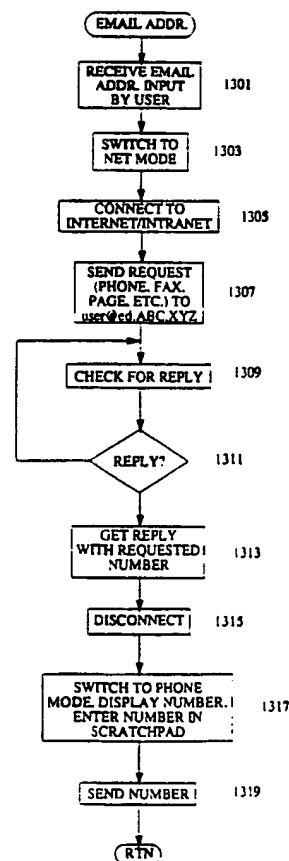 EMAIL ADDR.
RECEIVE EMAIL
ADDR. INPUT
BY USER
1301
SWITCH TO
NET MODE
1303
CONNECT TO
INTERNET/INTRANET
1305
SEND REQUEST
(PHONE, FAX,
PAGE, ETC.) TO
user@ed.ABC.XYZ
1307
CHECK FOR REPLY
1309
REPLY?
1311
GET REPLY
WITH REQUESTED
NUMBER
1313
DISCONNECT
1315
SWITCH TO PHONE
MODE, DISPLAY NUMBER,
ENTER NUMBER IN
SCRATCHPAD
1317
SEND NUMBER
1319
RTN